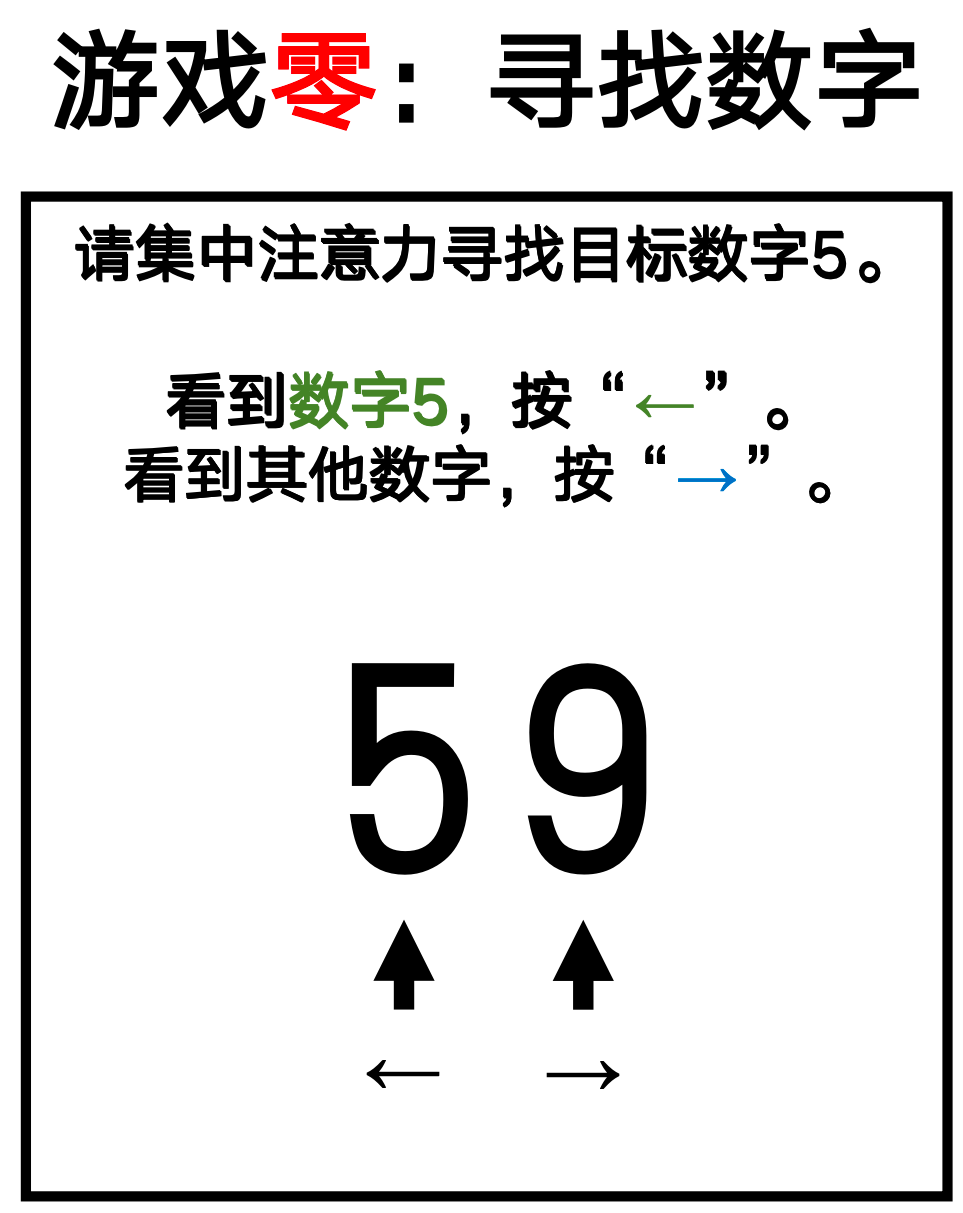 游戏零：寻找数字
请集中注意力寻找目标数字5。
看到数字5，按“←”。
看到其他数字，按“→”。
5 9
← →